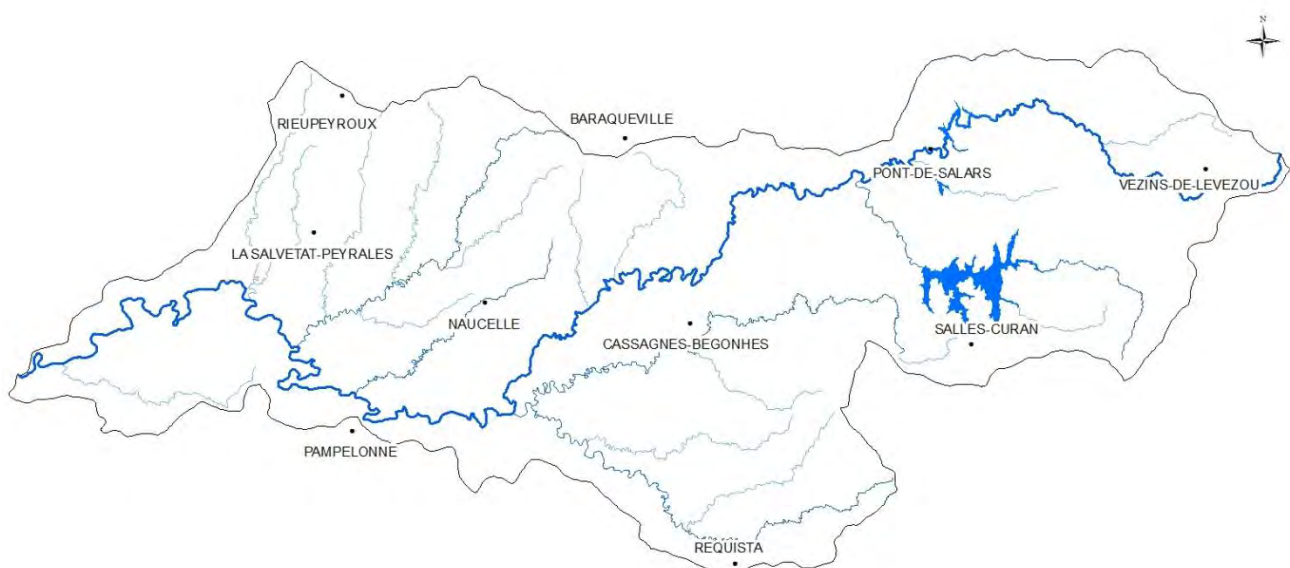 N
RIEUPEYROUX
BARAQUEVILLE
PONT-DE-SALARS
VEZINS-DE-LEVEZOU
LA SALVETAT-PEYRALES
NAUCELLE
CASSAGNES-BEGONHES
SALLES-CURAN
PAMPELONNE
REQUISTA